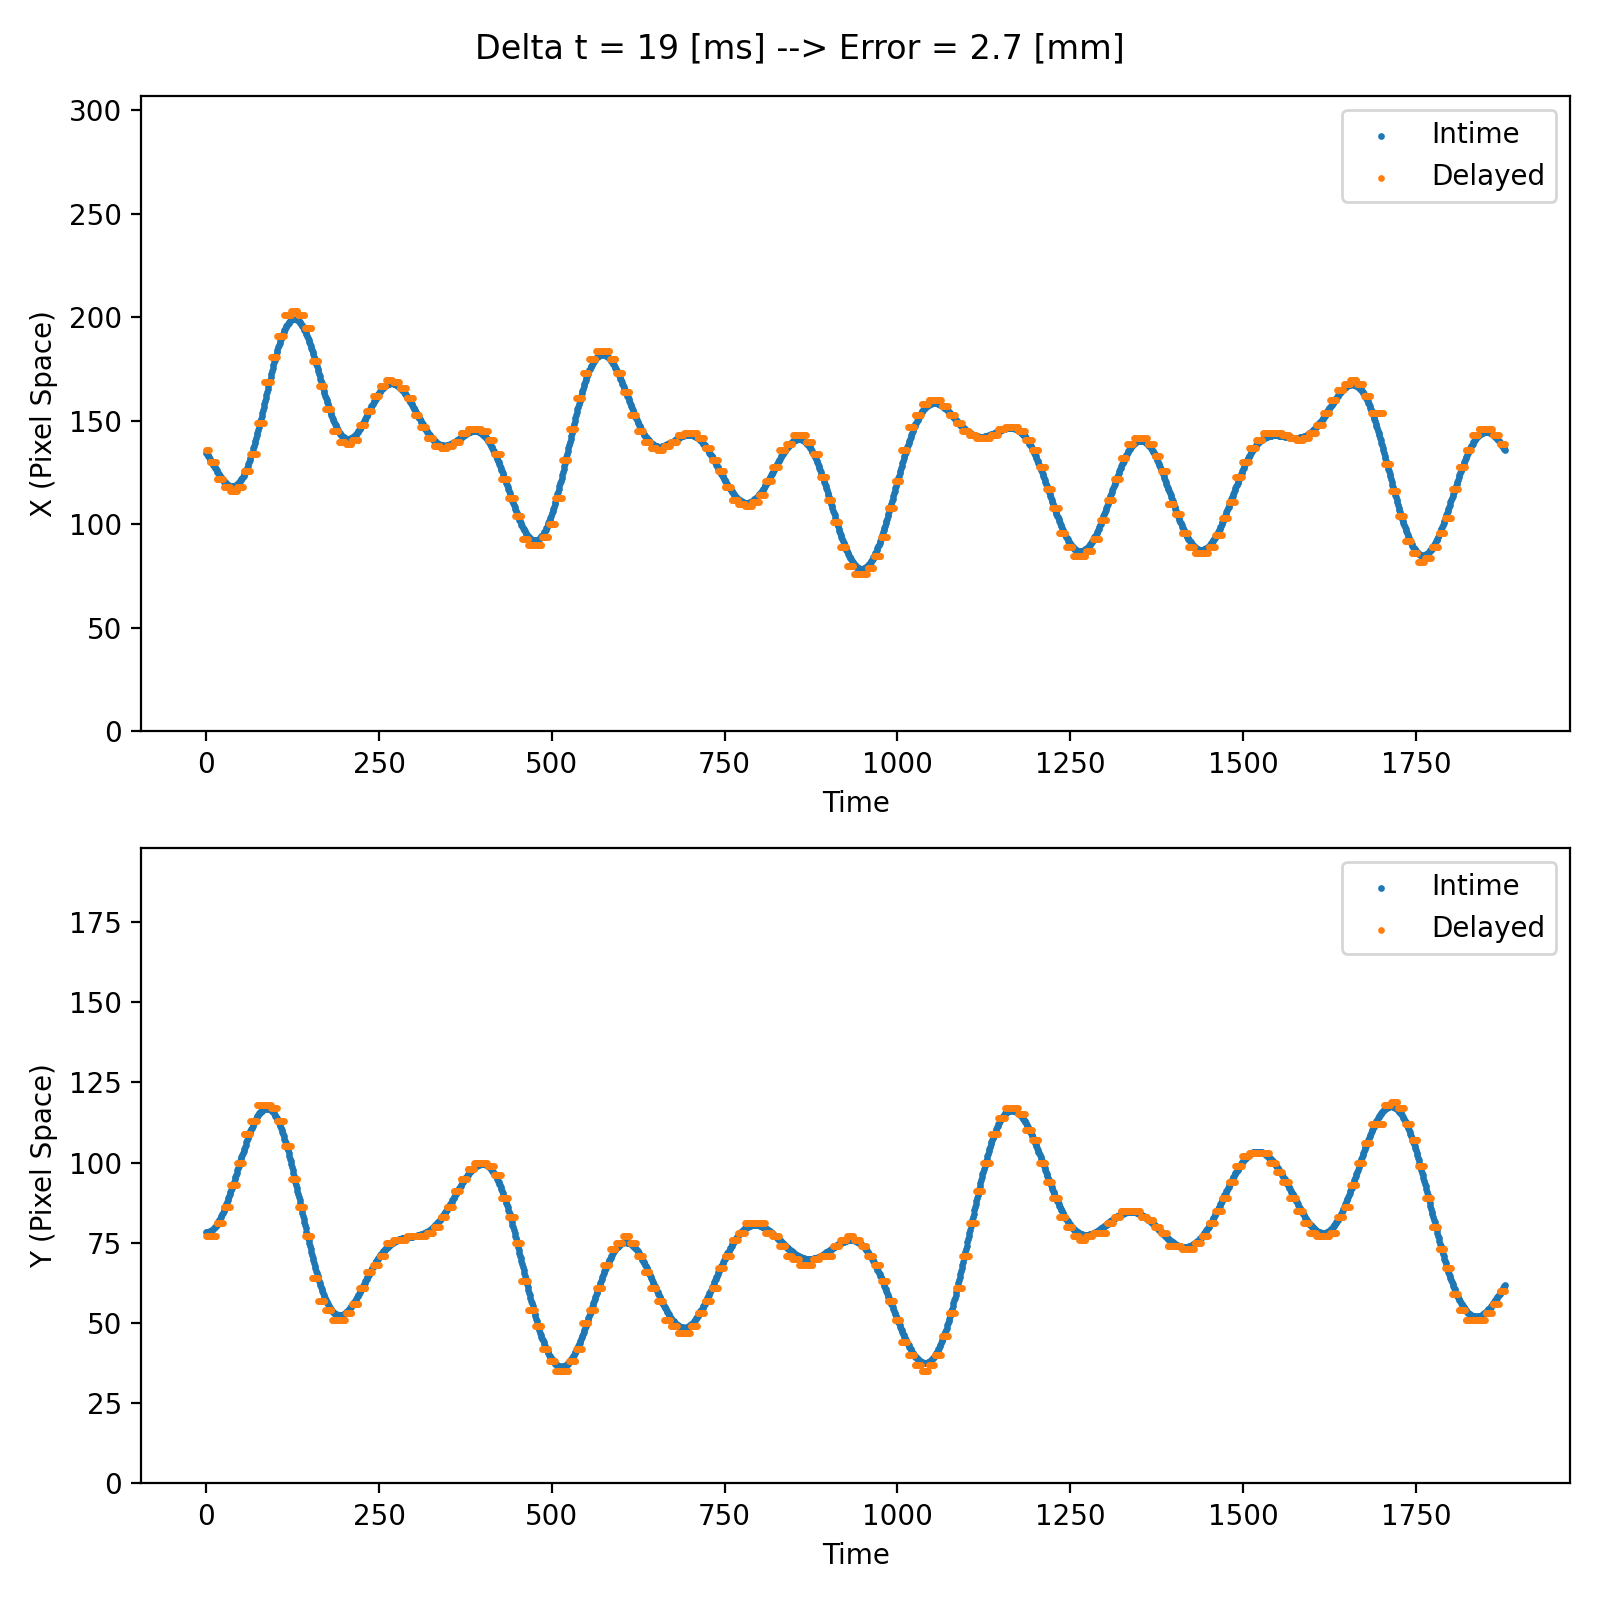 Delta t = 19 [ms] --> Error = 2.7 [mm]
300
250
200
150
100
50
0
X (Pixel Space)
Intime
Delayed
0 250 500 750 1000 1250 1500 1750
Time
175
150
125
100
75
50
25
0
Y (Pixel Space)
Intime
Delayed
0 250 500 750 1000 1250 1500 1750
Time